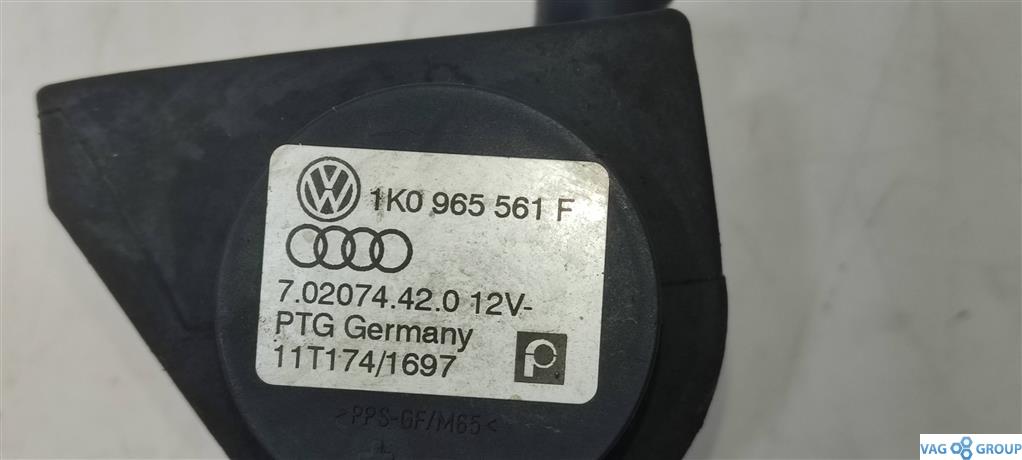 1K0 965 561 F
7.02074.42.0 12V-
PTG Germany
11T174/1697
>PPS-GF/M65<
VAG GROUP